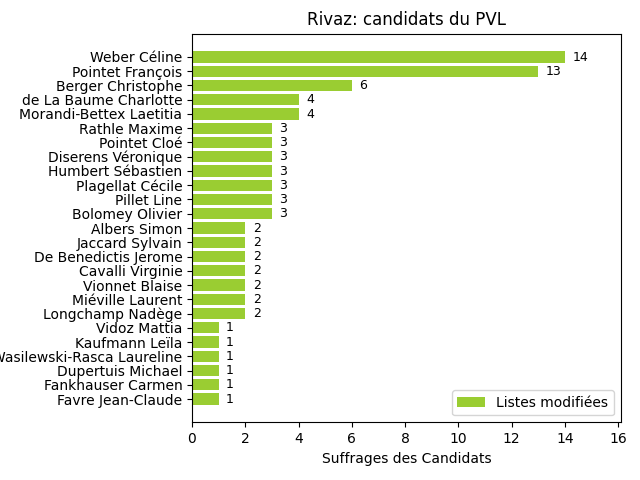 Rivaz: candidats du PVL
Weber Céline 14
Pointet François 13
Berger Christophe 6
de La Baume Charlotte 4
Morandi-Bettex Laetitia 4
Rathle Maxime 3
Pointet Cloé 3
Diserens Véronique 3
Humbert Sébastien 3
Plagellat Cécile 3
Pillet Line 3
Bolomey Olivier 3
Albers Simon 2
Jaccard Sylvain 2
De Benedictis Jerome 2
Cavalli Virginie 2
Vionnet Blaise 2
Miéville Laurent 2
Longchamp Nadège 2
Vidoz Mattia 1
Kaufmann Leïla 1
Laureline 1
Dupertuis Michael 1
Fankhauser Carmen 1
Favre Jean-Claude 1
Listes modifiées
0 2 4 6 8 10 12 14 16
Suffrages des Candidats